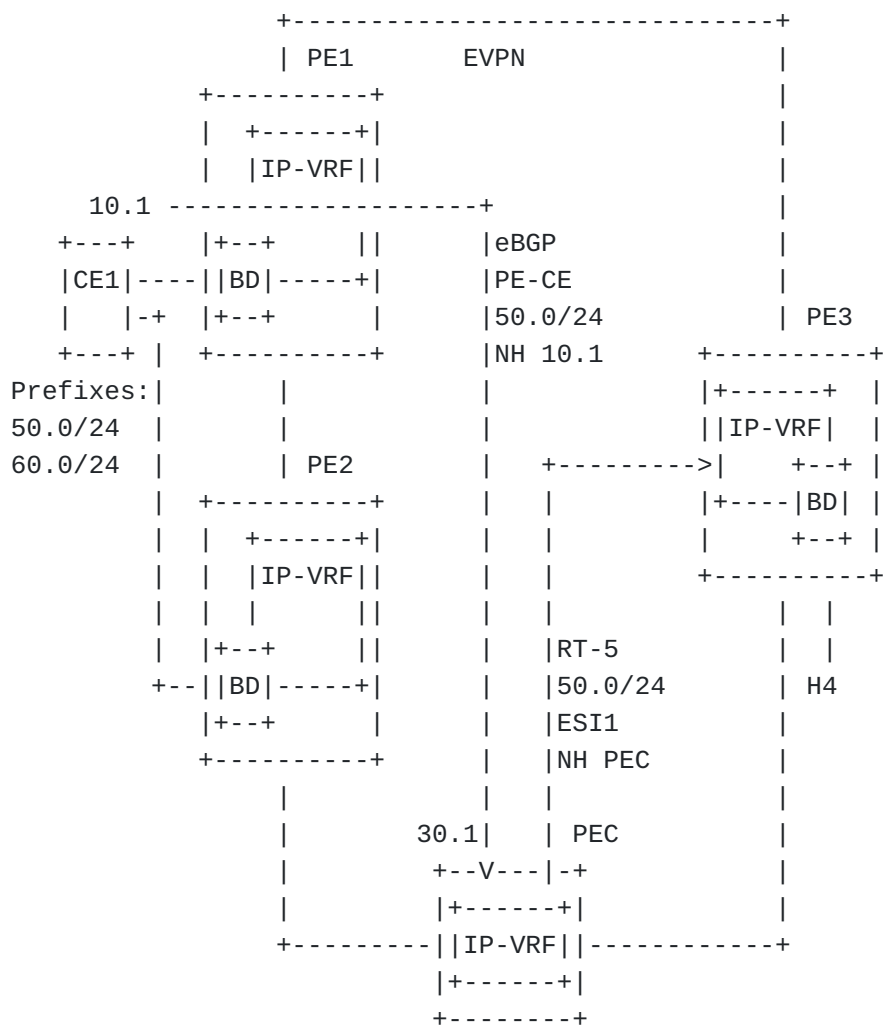 PE1 EVPN
IP-VRF
10.1
eBGP
CE1 BD PE-CE
50.0/24 PE3
NH 10.1
Prefixes:
50.0/24 IP-VRF
60.0/24 PE2
BD
IP-VRF
RT-5
BD 50.0/24 H4
ESI1
NH PEC
30.1 PEC
V
IP-VRF